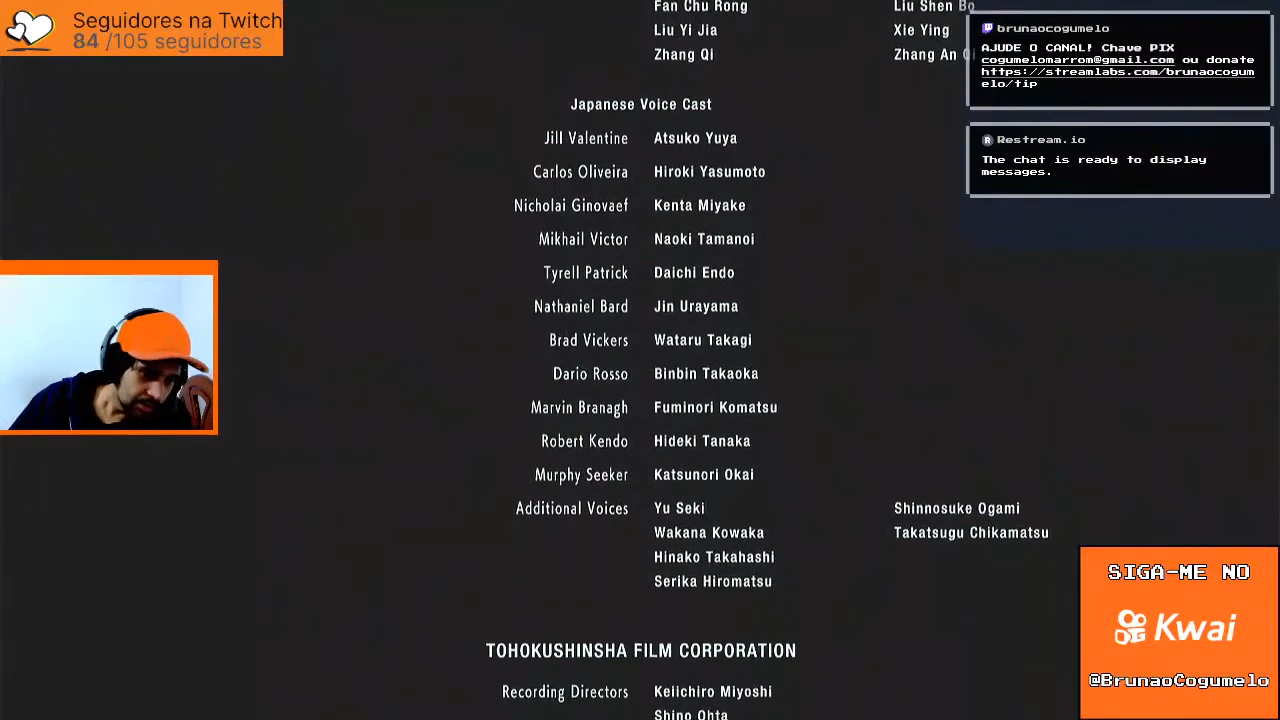 Seguidores na Twitch
84 /105 seguidores
Fan Chu Rong Liu Shen Bo
Liu Yi Jia Xie Ying
Zhang Qi Zhang An Qi
brunaocogumelo
AJUDE O CANAL! Chave PIX
cogumelomarrom@gmail.com ou donate
https://streamlabs.com/brunaocogum
elo/tip
R Restream.io
The chat is ready to display
messages.
Japanese Voice Cast
Jill Valentine Atsuko Yuya
Carlos Oliveira Hiroki Yasumoto
Nicholai Ginovaef Kenta Miyake
Mikhail Victor Naoki Tamanoi
Tyrell Patrick Daichi Endo
Nathaniel Bard Jin Urayama
Brad Vickers Wataru Takagi
Dario Rosso Binbin Takaoka
Marvin Branagh Fuminori Komatsu
Robert Kendo Hideki Tanaka
Murphy Seeker Katsunori Okai
Additional Voices Yu Seki Shinnosuke Ogami
Wakana Kowaka Takatsugu Chikamatsu
Hinako Takahashi
Serika Hiromatsu
TOHOKUSHINSHA FILM CORPORATION
Recording Directors Keiichiro Miyoshi
Shino Ohta
SIGA-ME NO
Kwai
@BrunaoCogumelo